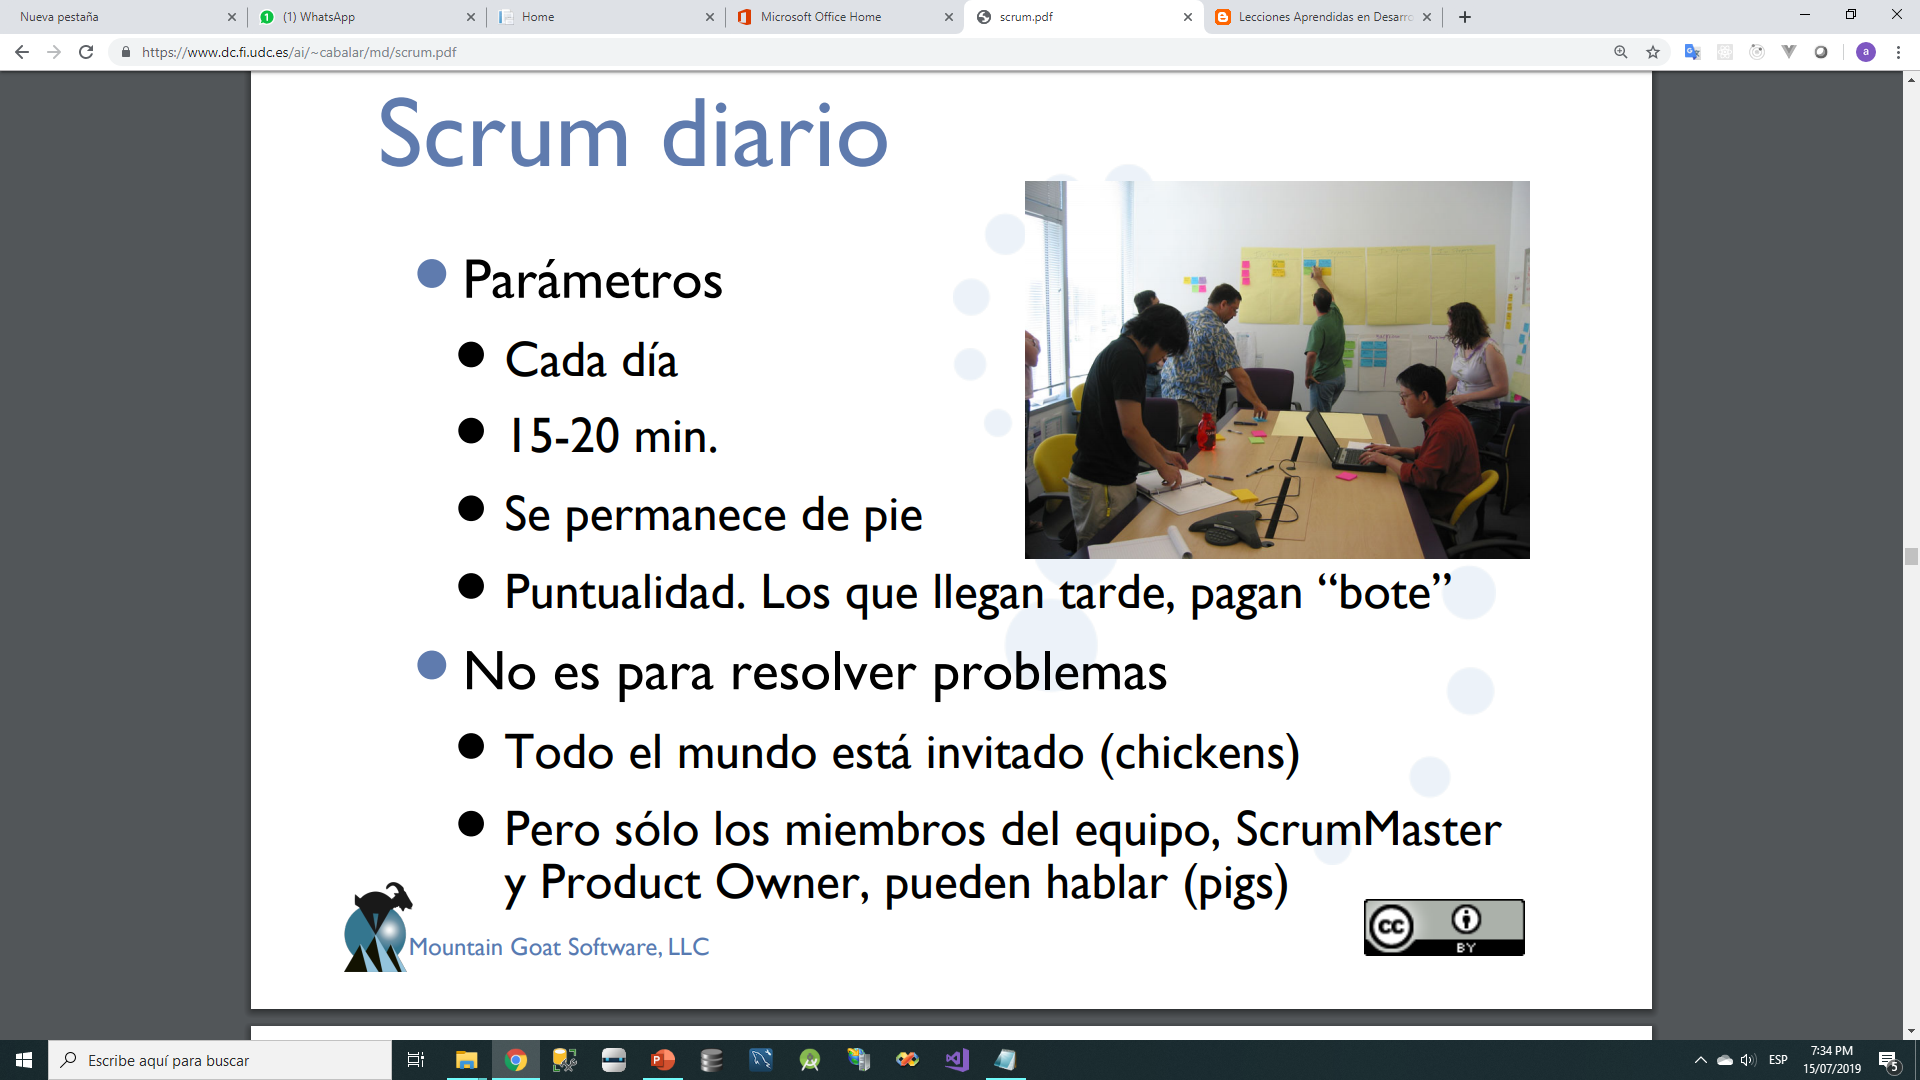 Nueva pestaña
(1) WhatsApp
Home
Microsoft Office Home
scrum.pdf
Lecciones Aprendidas en Desarro
https://www.dc.fi.udc.es/ai/~cabalar/md/scrum.pdf
a
Scrum diario
Parámetros
Cada día
15-20 min.
Se permanece de pie
Puntualidad. Los que llegan tarde, pagan “bote”
No es para resolver problemas
Todo el mundo está invitado (chickens)
Pero sólo los miembros del equipo, ScrumMaster
y Product Owner, pueden hablar (pigs)
Mountain Goat Software, LLC
cc
BY
Escribe aquí para buscar
ESP
7:34 PM
15/07/2019
5